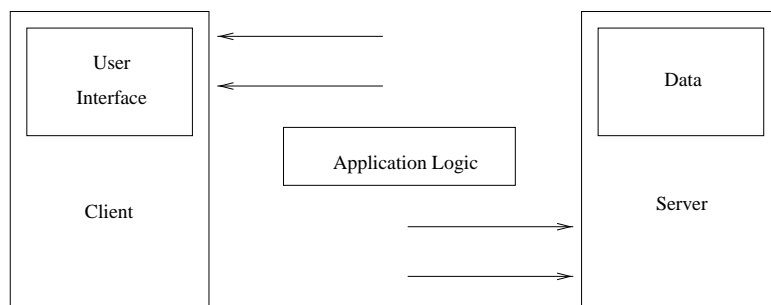 User
Interface
Client
Application Logic
Data
Server